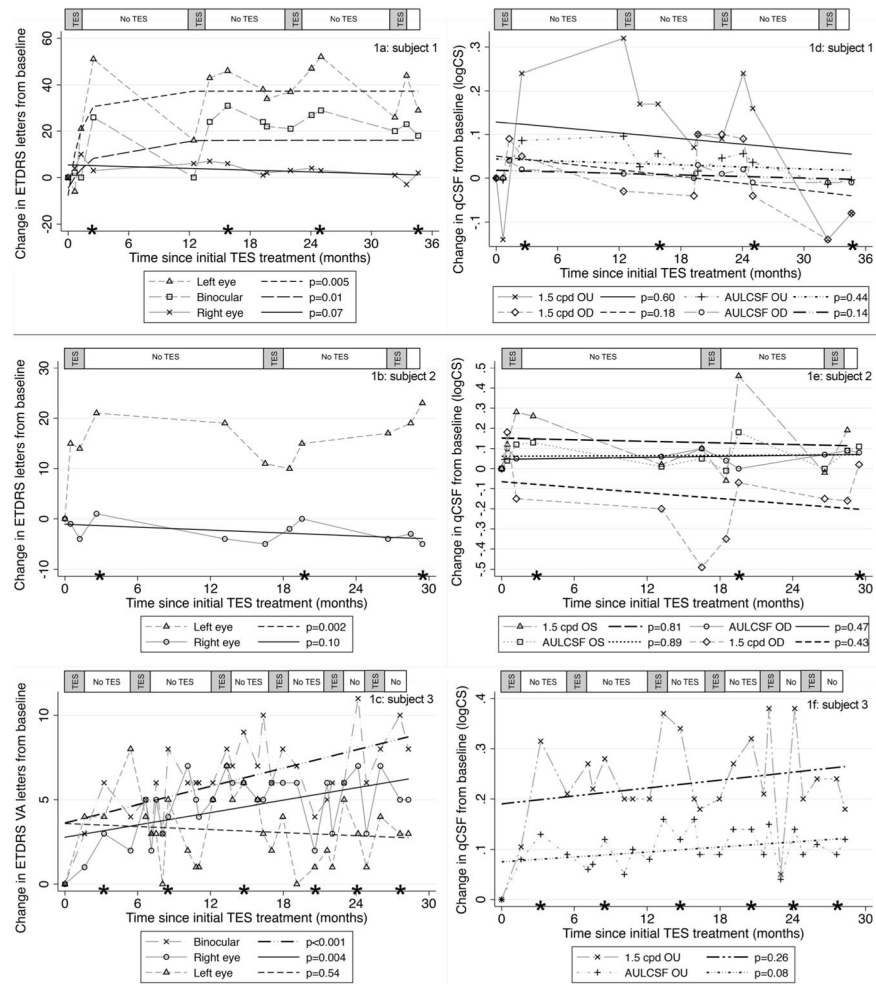 TES No TES TES No TES TES No TES TES
1a: subject 1
Change in ETDRS letters from baseline
60
40
20
0
-20
0 6 12 18 24 30 36
* * * *
Time since initial TES treatment (months)
Left eye p=0.005
Binocular p=0.01
Right eye p=0.07
TES No TES TES No TES TES No TES TES
1d: subject 1
Change in qCSF from baseline (logCS)
.3
.2
.1
0
-.1
0 6 12 18 24 30 36
* * * *
Time since initial TES treatment (months)
1.5 cpd OU p=0.60 AULCSF OU p=0.44
1.5 cpd OD p=0.18 AULCSF OD p=0.14
TES No TES TES No TES TES
1b: subject 2
Change in ETDRS letters from baseline
30
20
10
0
-10
0 6 12 18 24 30
* * *
Time since initial TES treatment (months)
Left eye p=0.002
Right eye p=0.10
TES No TES TES No TES TES
1e: subject 2
Change in qCSF from baseline (logCS)
.5
.4
.3
.2
.1
0
-.1
-.2
-.3
-.4
-.5
0 6 12 18 24 30
* * *
Time since initial TES treatment (months)
1.5 cpd OS p=0.81 AULCSF OD p=0.47
AULCSF OS p=0.89 1.5 cpd OD p=0.43
TES No TES TES No TES TES No TES TES No TES TES No TES No
1c: subject 3
Change in ETDRS VA letters from baseline
10
5
0
0 6 12 18 24 30
* * * * *
Time since initial TES treatment (months)
Binocular p<0.001
Right eye p=0.004
Left eye p=0.54
TES No TES TES No TES TES No TES TES No TES TES No TES No
1f: subject 3
Change in qCSF from baseline (logCS)
.4
.3
.2
.1
0
0 6 12 18 24 30
* * * * * *
Time since initial TES treatment (months)
1.5 cpd OU p=0.26
AULCSF OU p=0.08